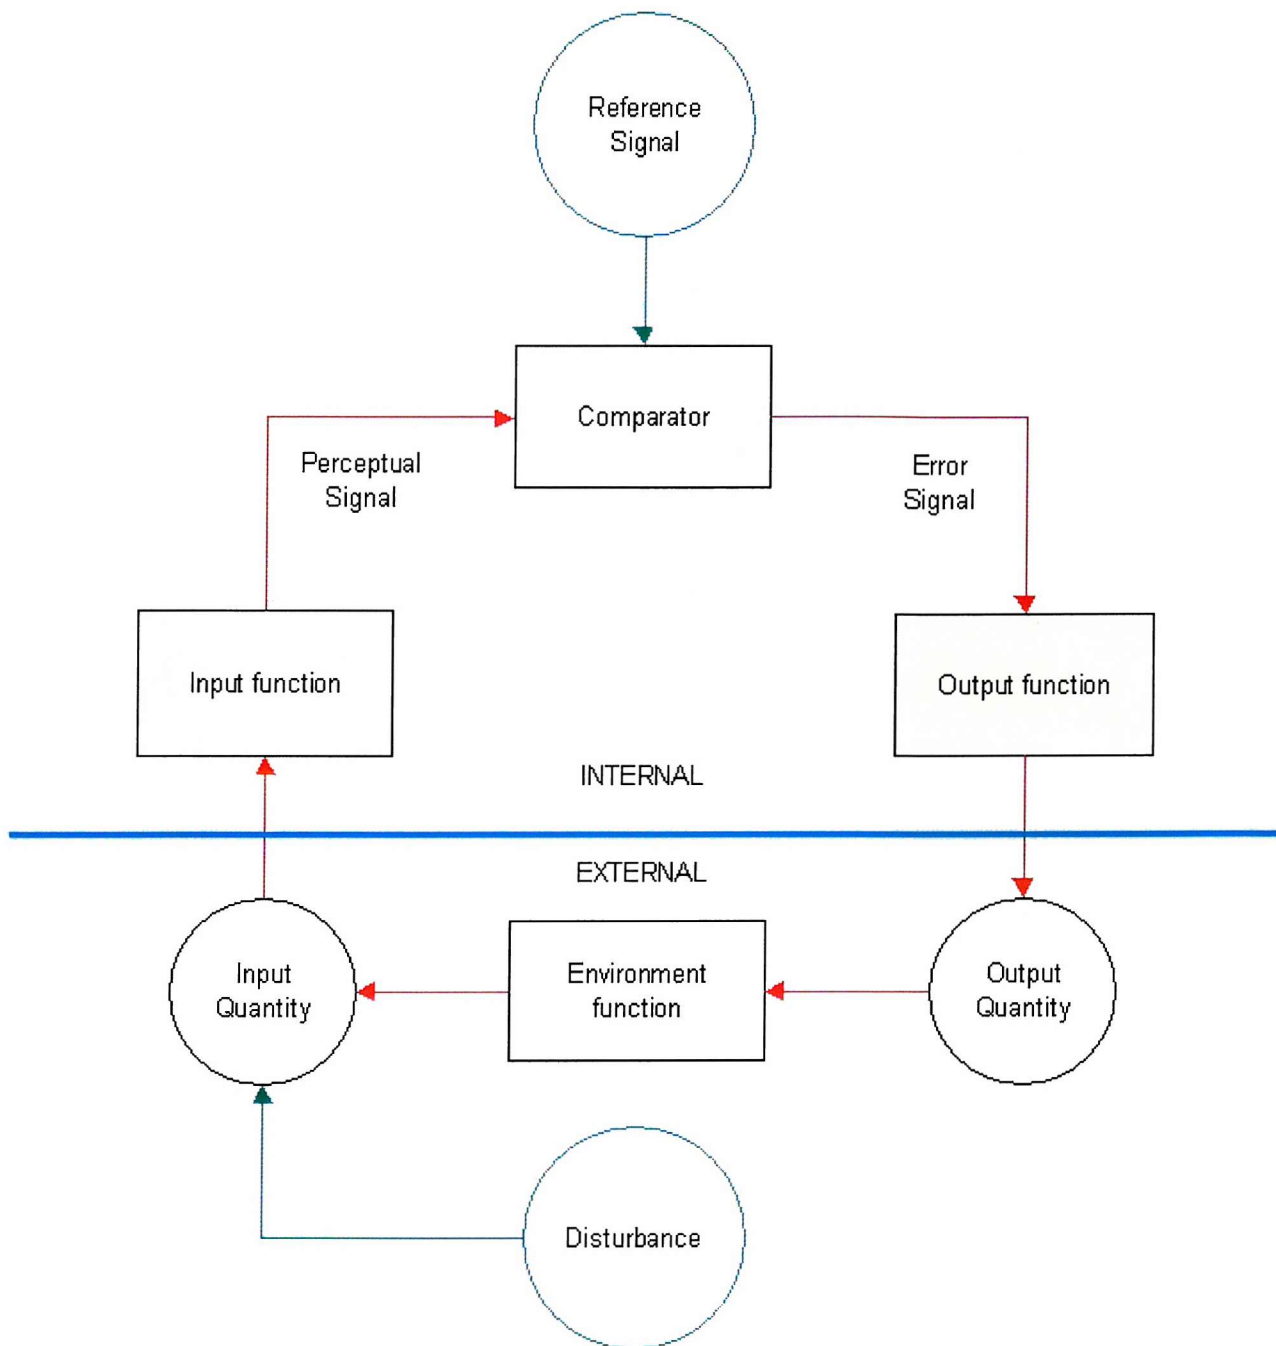 Reference
Signal
Comparator
Perceptual
Signal
Error
Signal
Input function
Output function
INTERNAL
EXTERNAL
Input
Quantity
Environment
function
Output
Quantity
Disturbance